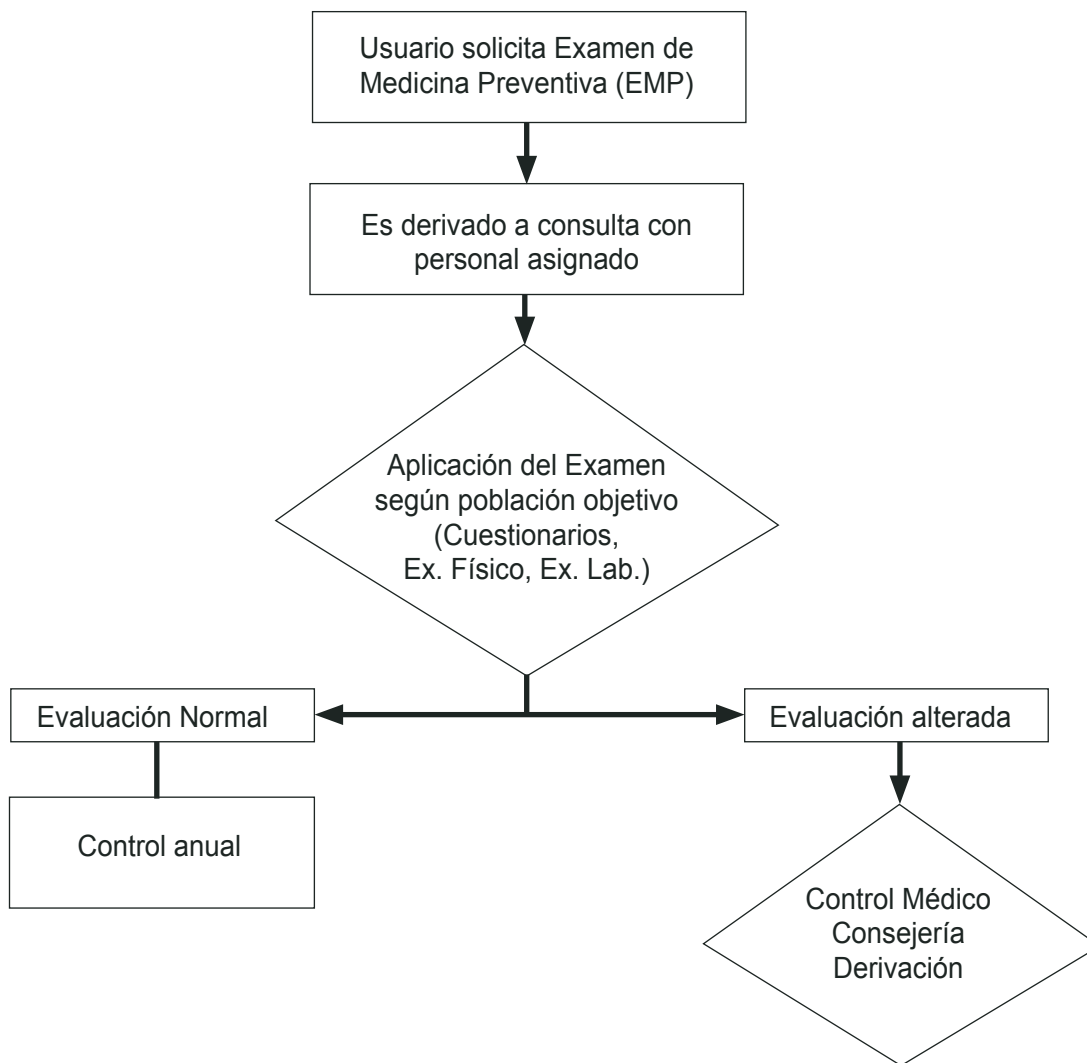 Usuario solicita Examen de
Medicina Preventiva (EMP)
Es derivado a consulta con
personal asignado
Aplicación del Examen
según población objetivo
(Cuestionarios,
Ex. Físico, Ex. Lab.)
Evaluación Normal
Evaluación alterada
Control anual
Control Médico
Consejería
Derivación